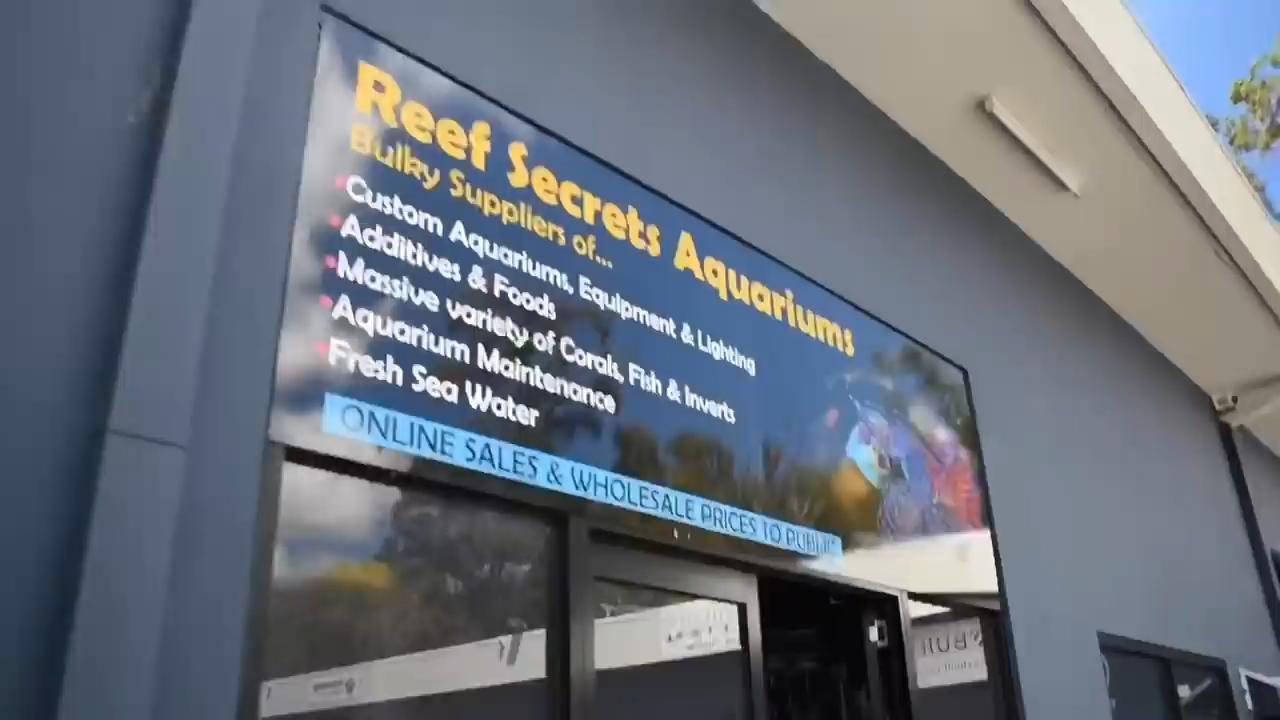 Reef Secrets Aquariums
Bulky Suppliers of...
Custom Aquariums, Equipment & Lighting
Additives & Foods
Massive variety of Corals, Fish & Inverts
Aquarium Maintenance
Fresh Sea Water
ONLINE SALES & WHOLESALE PRICES TO PUBLIC